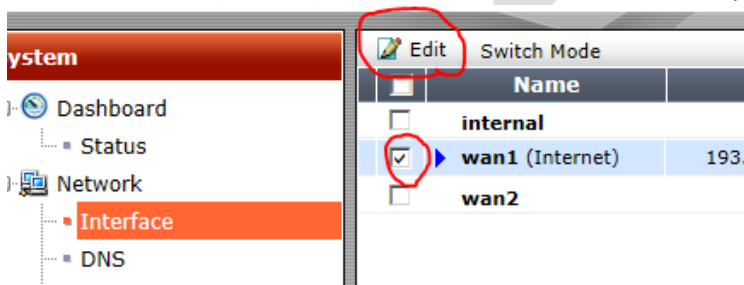 ystem
Dashboard
Status
Network
Interface
DNS
Edit Switch Mode
Name
internal
wan1 (Internet) 193.
wan2